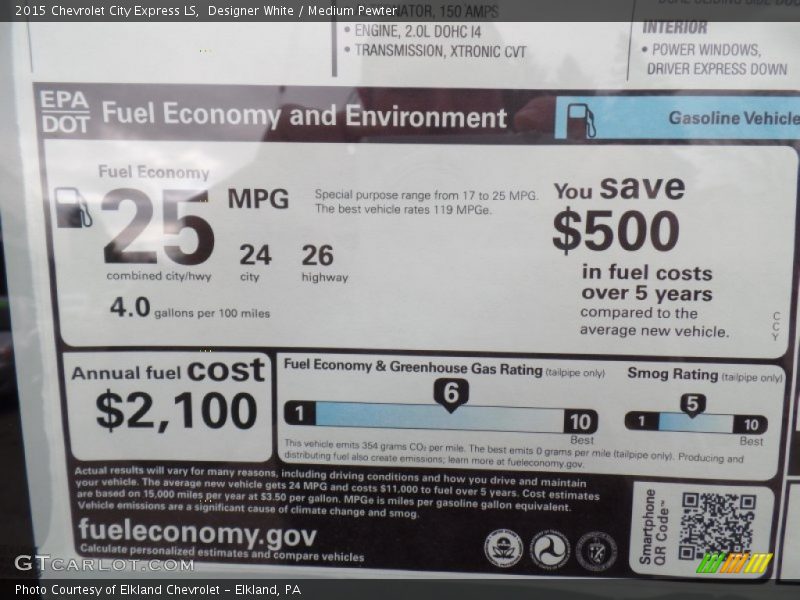 2015 Chevrolet City Express LS, Designer White / Medium Pewter
150 AMPS
• ENGINE, 2.0L DOHC I4
• TRANSMISSION, XTRONIC CVT
INTERIOR
• POWER WINDOWS,
DRIVER EXPRESS DOWN
EPA
DOT
Fuel Economy and Environment
Gasoline Vehicle
Fuel Economy
25 MPG
combined city/hwy
24
city
26
highway
4.0 gallons per 100 miles
Special purpose range from 17 to 25 MPG.
The best vehicle rates 119 MPGe.
You save
$500
in fuel costs
over 5 years
compared to the
average new vehicle.
CCY
Annual fuel cost
$2,100
Fuel Economy & Greenhouse Gas Rating (tailpipe only)
1
6
10
Best
Smog Rating (tailpipe only)
1
5
10
Best
This vehicle emits 354 grams CO₂ per mile. The best emits 0 grams per mile (tailpipe only). Producing and
distributing fuel also create emissions; learn more at fueleconomy.gov.
Actual results will vary for many reasons, including driving conditions and how you drive and maintain
your vehicle. The average new vehicle gets 24 MPG and costs $11,000 to fuel over 5 years. Cost estimates
are based on 15,000 miles per year at $3.50 per gallon. MPGe is miles per gasoline gallon equivalent.
Vehicle emissions are a significant cause of climate change and smog.
fueleconomy.gov
Calculate personalized estimates and compare vehicles
Smartphone
QR Code™
GTCarLot.com
Photo Courtesy of Elkland Chevrolet – Elkland, PA